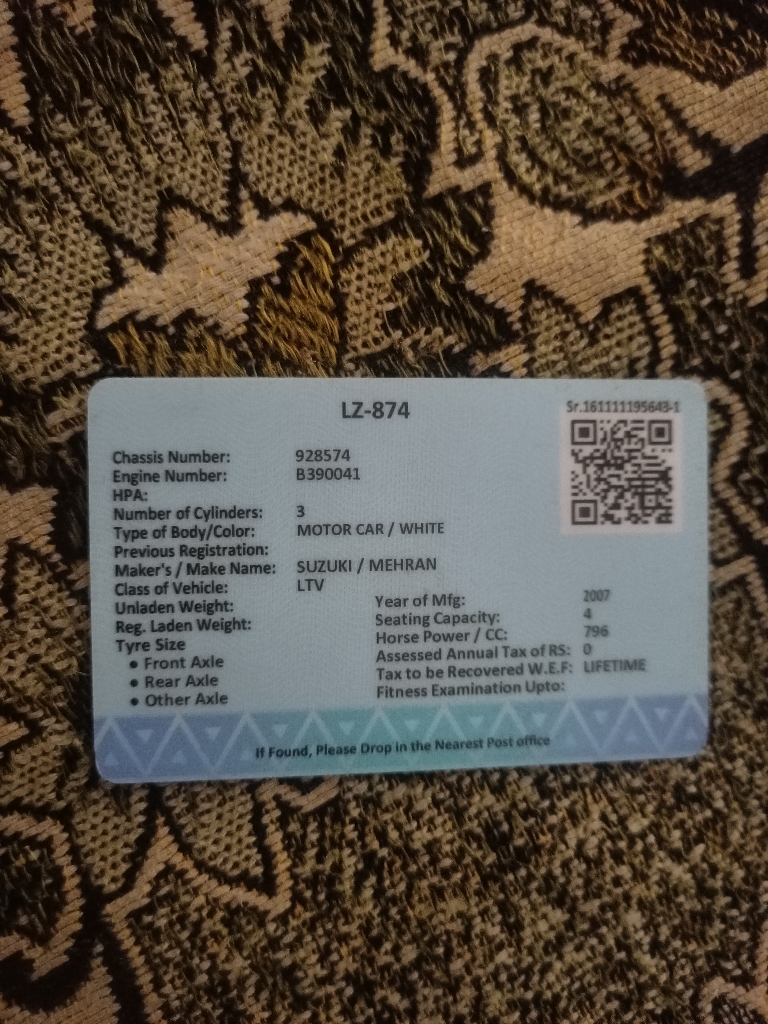 LZ-874
Sr.161111195643-1
Chassis Number: 928574
Engine Number: B390041
HPA:
Number of Cylinders: 3
Type of Body/Color: MOTOR CAR / WHITE
Previous Registration:
Maker's / Make Name: SUZUKI / MEHRAN
Class of Vehicle: LTV
Unladen Weight:
Reg. Laden Weight:
Tyre Size
• Front Axle
• Rear Axle
• Other Axle
Year of Mfg: 2007
Seating Capacity: 4
Horse Power / CC: 796
Assessed Annual Tax of RS: 0
Tax to be Recovered W.E.F: LIFETIME
Fitness Examination Upto:
If Found, Please Drop in the Nearest Post office